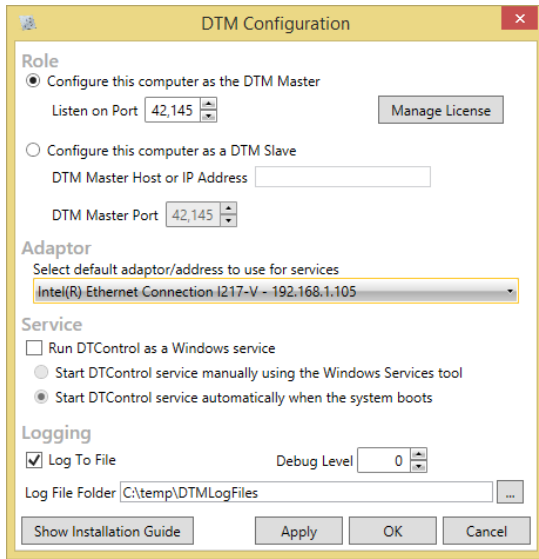 DTM Configuration
Role
Configure this computer as the DTM Master
Listen on Port 42,145 Manage License
Configure this computer as a DTM Slave
DTM Master Host or IP Address
DTM Master Port 42,145
Adaptor
Select default adaptor/address to use for services
Intel(R) Ethernet Connection I217-V - 192.168.1.105
Service
Run DTControl as a Windows service
Start DTControl service manually using the Windows Services tool
Start DTControl service automatically when the system boots
Logging
Log To File Debug Level 0
Log File Folder C:\temp\DTMLogFiles ...
Show Installation Guide Apply OK Cancel